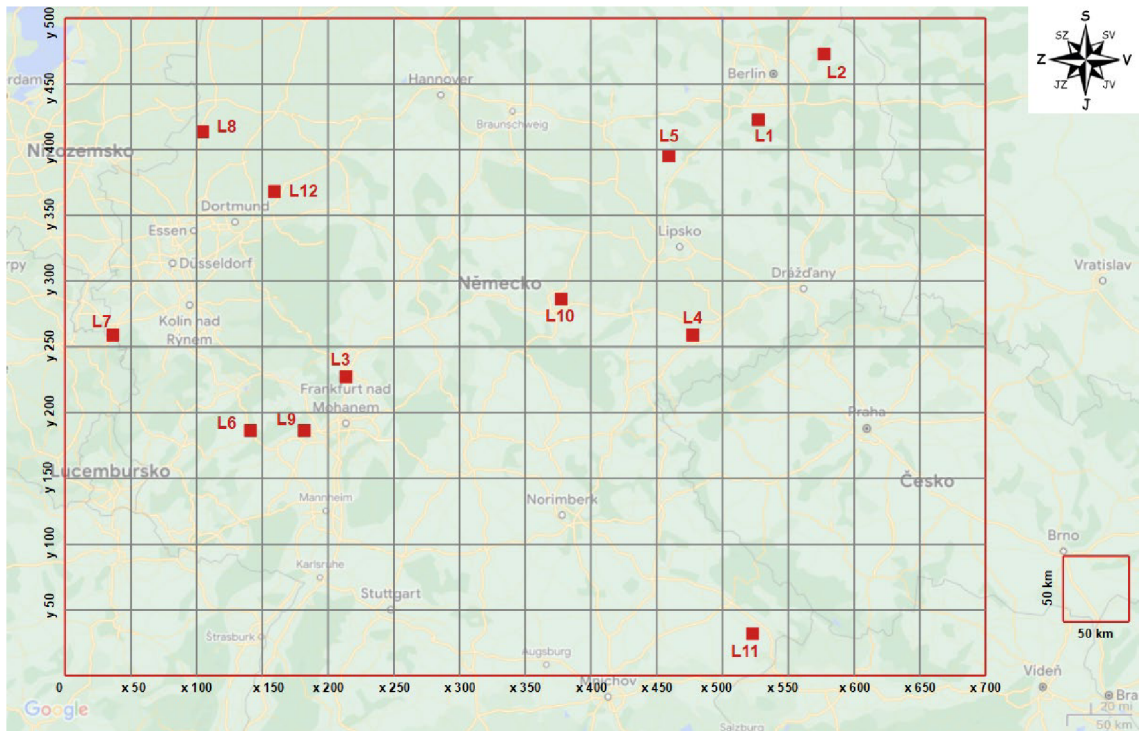 y 500
S
SZ
SV
Z
V
JZ
JV
J
Hannover
Berlin
L2
y 450
Braunschweig
L8
L1
L5
y 400
Nizozemsko
L12
Dortmund
y 350
Essen
Lipsko
Düsseldorf
Německo
Drážďany
Vratislav
y 300
Kolín nad
Rýnem
L10
L7
L4
y 250
L3
Frankfurt nad
Mohanem
y 200
L6
L9
Praha
Lucembursko
Česko
y 150
Mannheim
Norimberk
y 100
Brno
Karlsruhe
50 km
50 km
Stuttgart
y 50
Štrasburk
Augsburg
L11
Mnichov
Vídeň
0
x 50
x 100
x 150
x 200
x 250
x 300
x 350
x 400
x 450
x 500
x 550
x 600
x 650
x 700
Google
Salzburg
Bra
20 mi
50 km